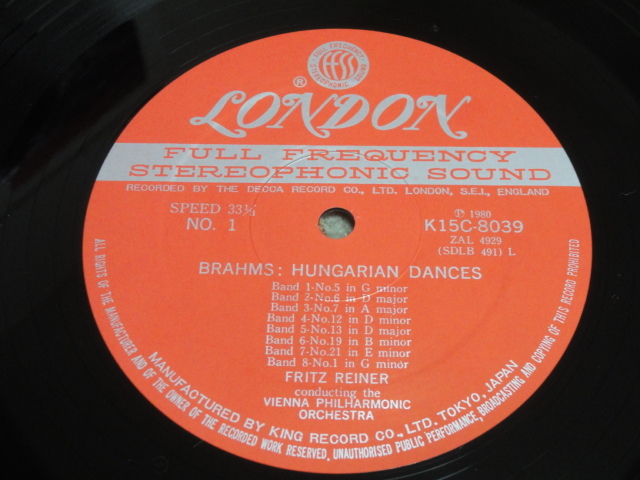 FULL FREQUENCY
STEREOPHONIC SOUND
FFSS
®
LONDON
FULL FREQUENCY
STEREOPHONIC SOUND
RECORDED BY THE DECCA RECORD CO., LTD. LONDON, S.E.I., ENGLAND
SPEED 33⅓
NO. 1
Ⓟ 1980
K15C-8039
ZAL 4929
(SDLB 491) L
BRAHMS: HUNGARIAN DANCES
Band 1-No.5 in G minor
Band 2-No.6 in D major
Band 3-No.7 in A major
Band 4-No.12 in D minor
Band 5-No.13 in D major
Band 6-No.19 in B minor
Band 7-No.21 in E minor
Band 8-No.1 in G minor
FRITZ REINER
conducting the
VIENNA PHILHARMONIC
ORCHESTRA
MANUFACTURED BY KING RECORD CO., LTD. TOKYO, JAPAN
ALL RIGHTS OF THE MANUFACTURER AND OF THE OWNER OF THE RECORDED WORK RESERVED, UNAUTHORISED PUBLIC PERFORMANCE, BROADCASTING AND COPYING OF THIS RECORD PROHIBITED